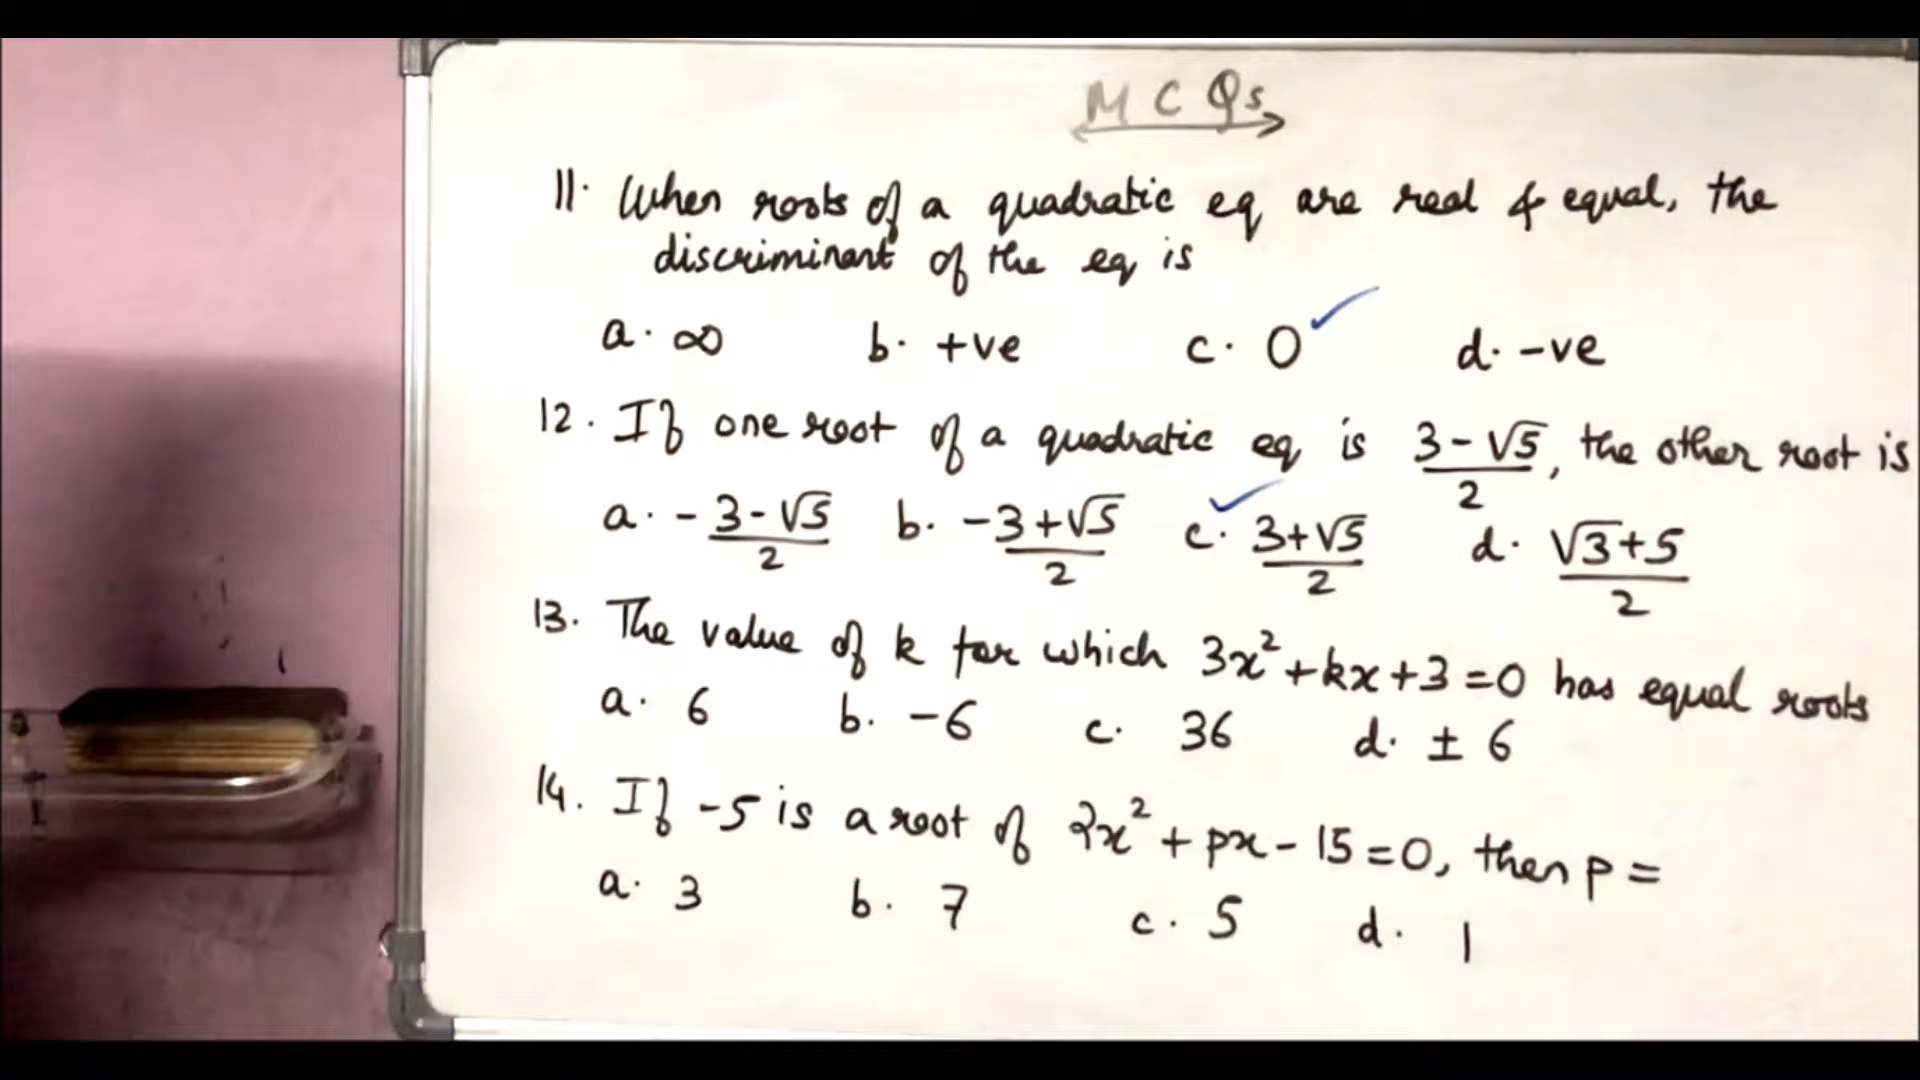 M C Qs
11. When roots of a quadratic eq are real & equal, the
discriminant of the eq is
a. ∞ b. +ve c. 0 ✓ d. -ve
12. If one root of a quadratic eq is (3-√5)/2, the other root is
a. -(3-√5)/2 b. (-3+√5)/2 ✓ c. (3+√5)/2 d. (√3+5)/2
13. The value of k for which 3x²+kx+3=0 has equal roots
a. 6 b. -6 c. 36 d. ± 6
14. If -5 is a root of 2x²+px-15=0, then p =
a. 3 b. 7 c. 5 d. 1